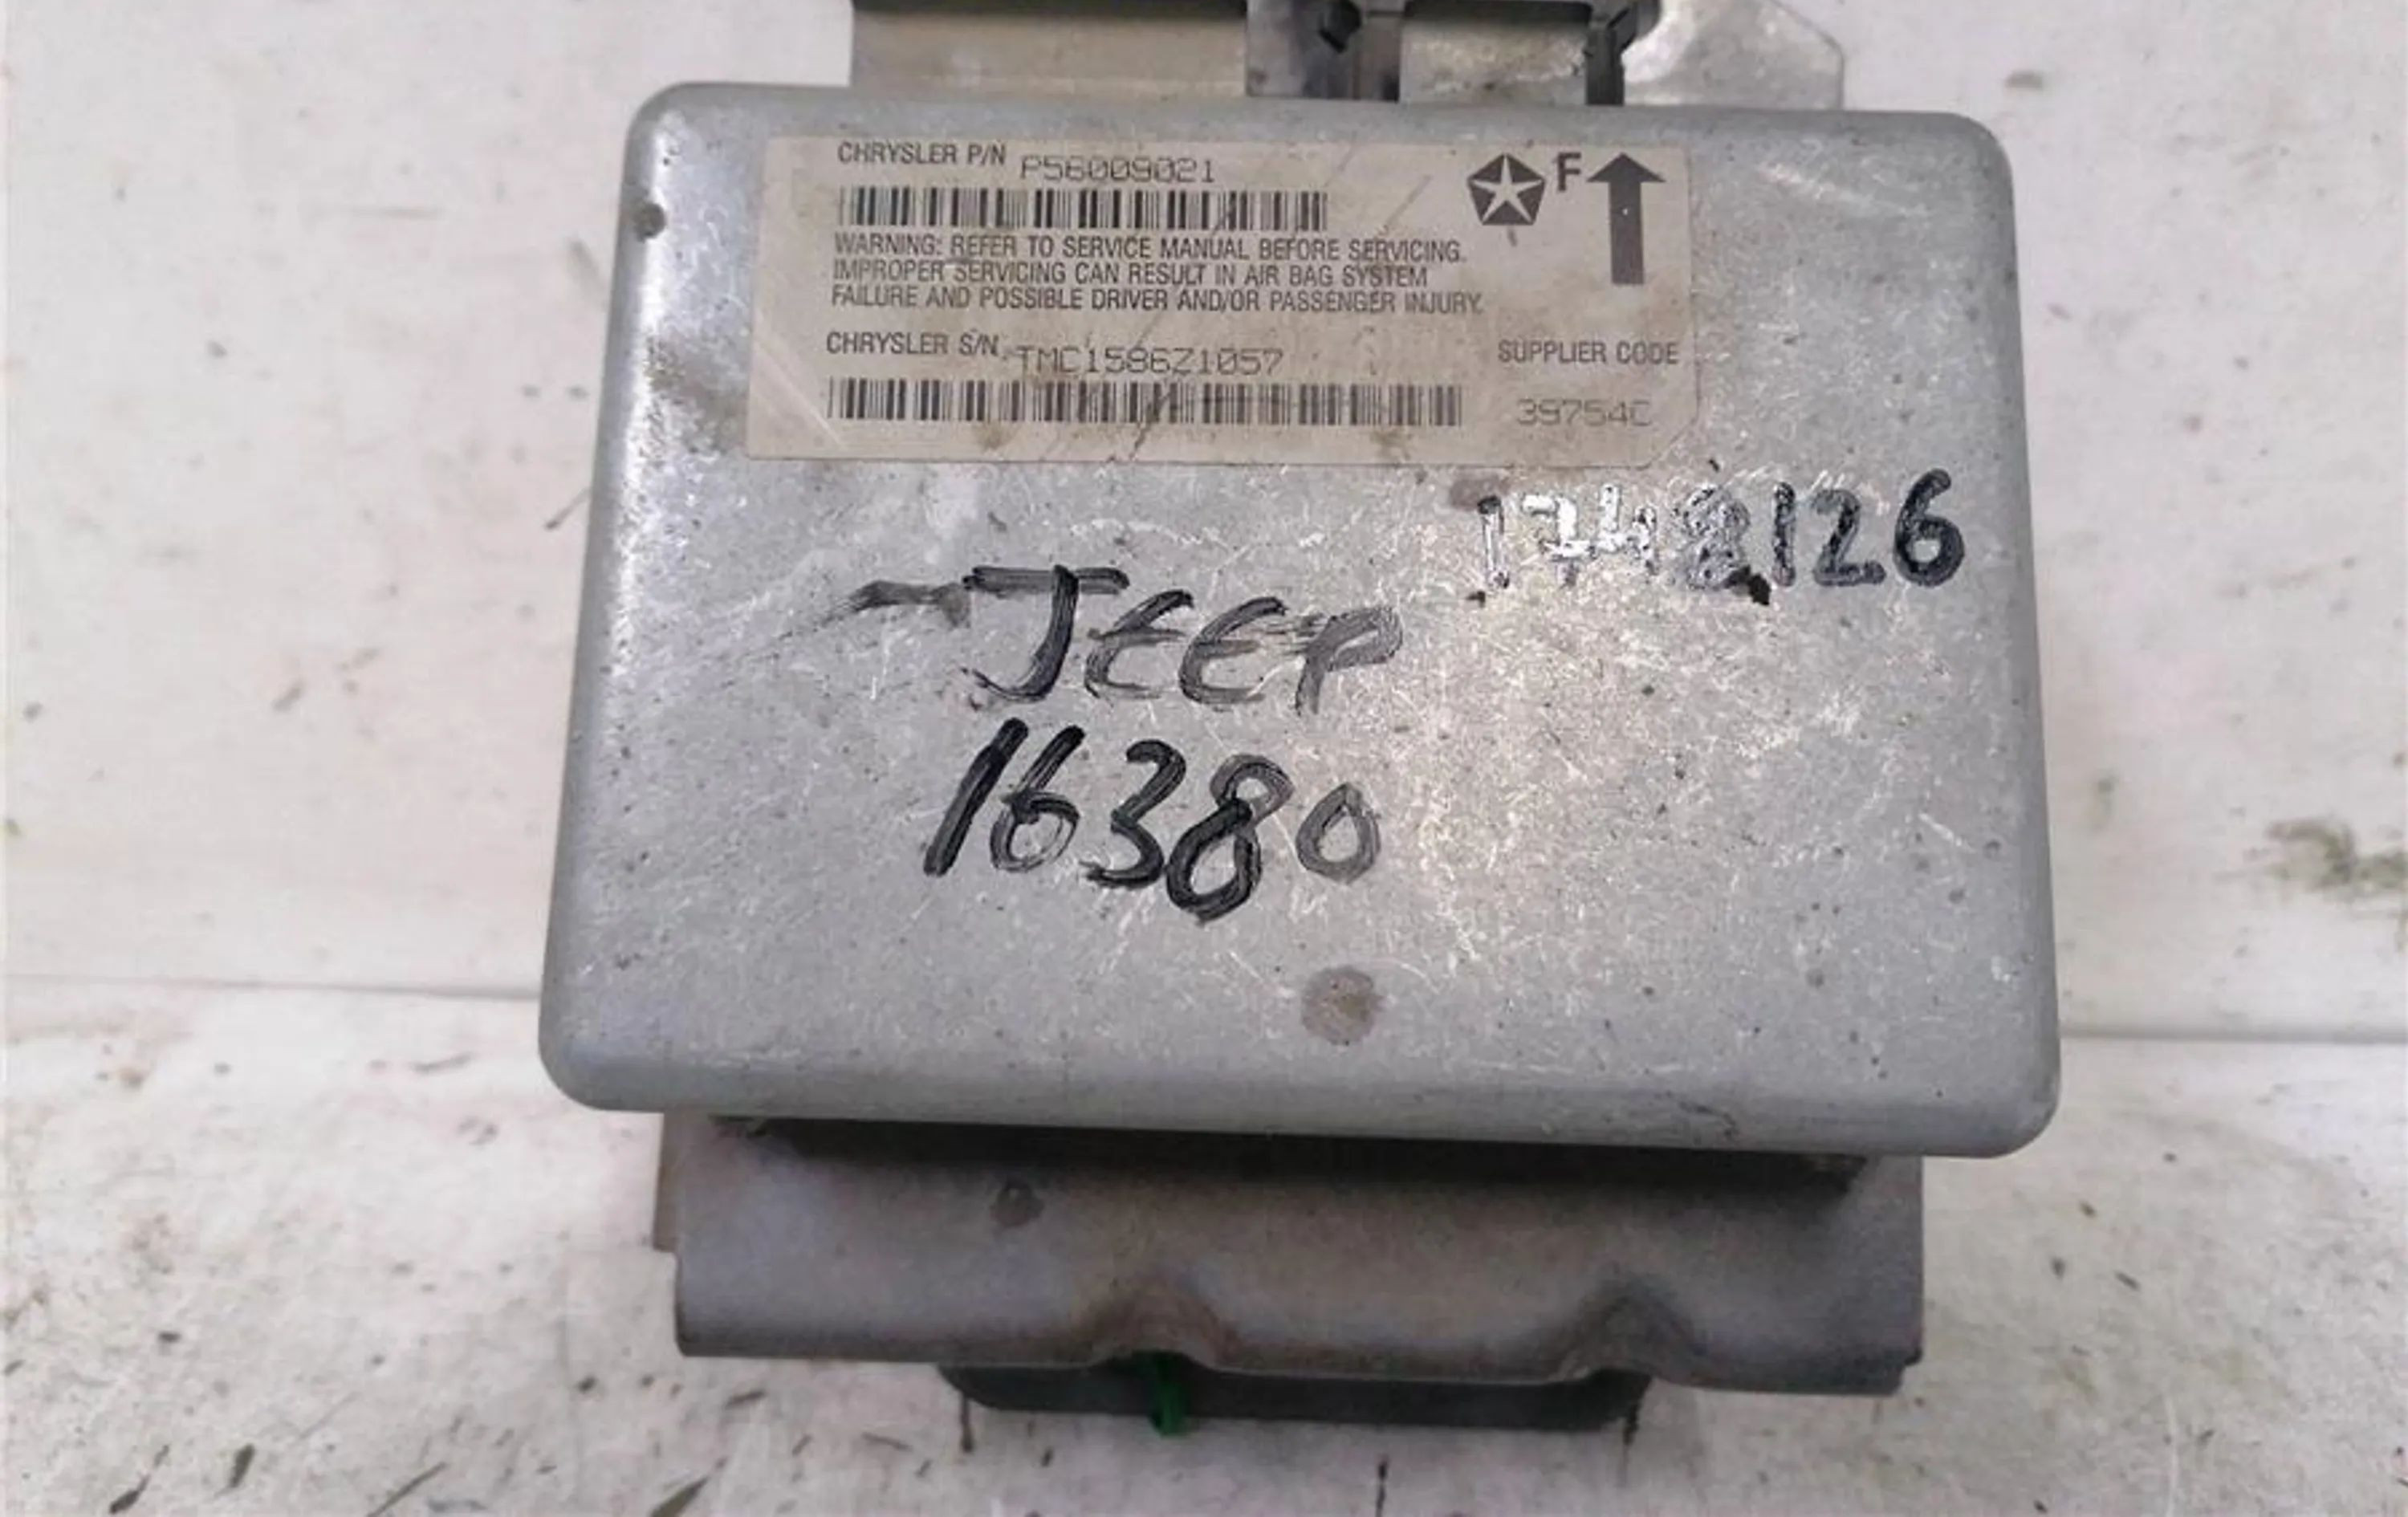 CHRYSLER P/N P56009021
F
WARNING: REFER TO SERVICE MANUAL BEFORE SERVICING.
IMPROPER SERVICING CAN RESULT IN AIR BAG SYSTEM
FAILURE AND POSSIBLE DRIVER AND/OR PASSENGER INJURY.
CHRYSLER S/N TMC1586Z1057
SUPPLIER CODE
39754C
1748126
JEEP
16380